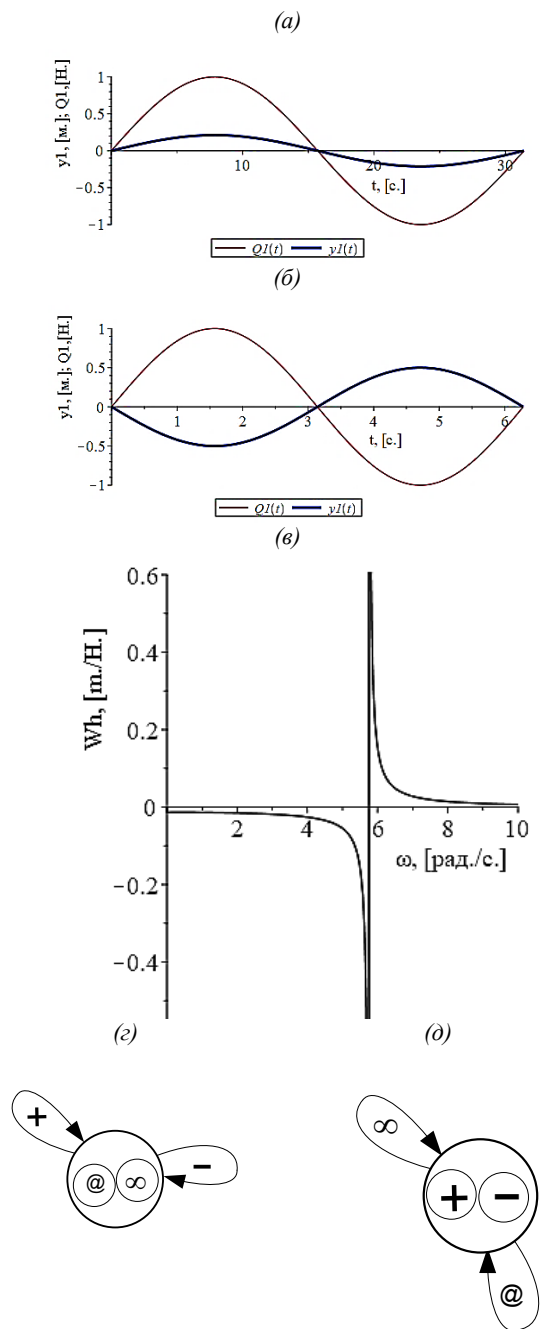 (а)
y1, [м.]; Q1,[Н.]
1
0.5
0
−0.5
−1
10 20 30
t, [с.]
Q1(t) y1(t)
(б)
y1, [м.]; Q1,[Н.]
1
0.5
0
−0.5
−1
1 2 3 4 5 6
t, [с.]
Q1(t) y1(t)
(в)
Wh, [m./Н.]
0.6
0.4
0.2
0
−0.2
−0.4
2 4 6 8 10
ω, [рад./с.]
(г) (д)
+
@ ∞
−
∞
+ −
@